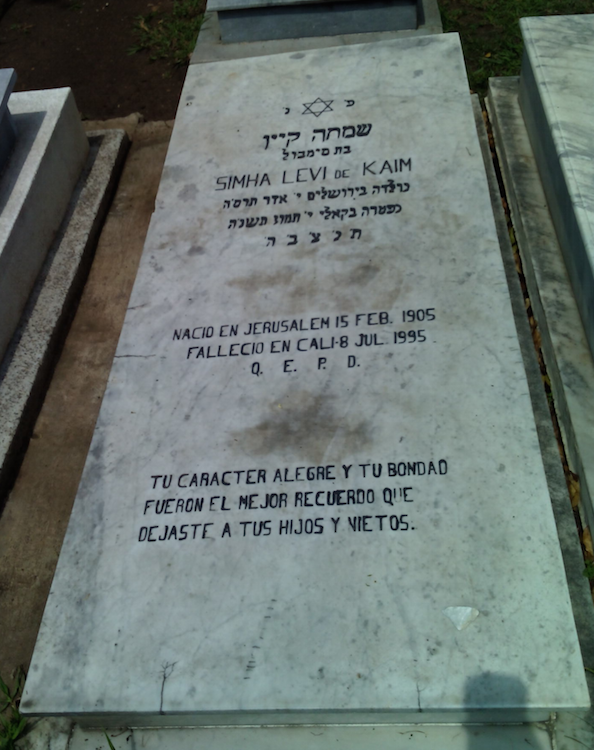 פ נ
שמחה קיין
בת סימבול
SIMHA LEVI DE KAIM
נולדה בירושלים י' אדר תרס'ה
נפטרה בקאלי י' תמוז תשנ'ה
ת נ צ ב ה
NACIO EN JERUSALEM 15 FEB. 1905
FALLECIO EN CALI-8 JUL. 1995
Q. E. P. D.
TU CARACTER ALEGRE Y TU BONDAD
FUERON EL MEJOR RECUERDO QUE
DEJASTE A TUS HIJOS Y VIETOS.